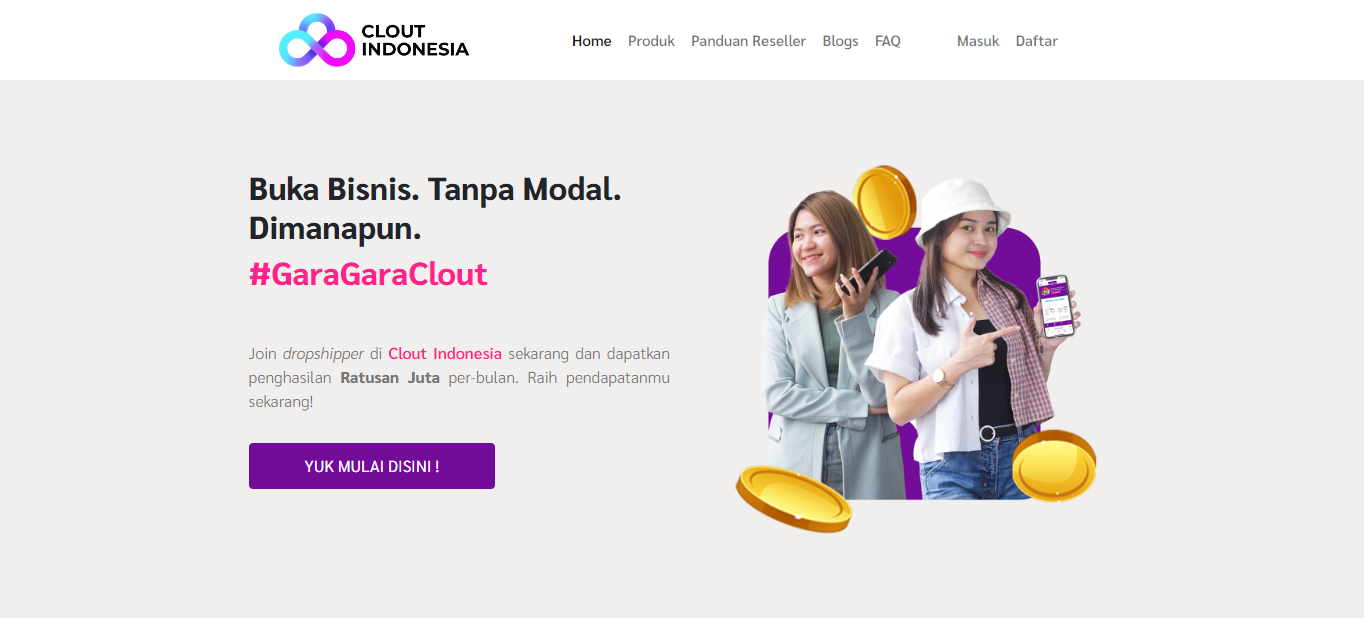 CLOUT
INDONESIA
Home Produk Panduan Reseller Blogs FAQ Masuk Daftar
Buka Bisnis. Tanpa Modal.
Dimanapun.
#GaraGaraClout
Join dropshipper di Clout Indonesia sekarang dan dapatkan
penghasilan Ratusan Juta per-bulan. Raih pendapatanmu
sekarang!
YUK MULAI DISINI !